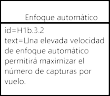 Enfoque automático
id=H1b.3.2
text=Una elevada velocidad
de enfoque automático
permitirá maximizar el
número de capturas por
vuelo.